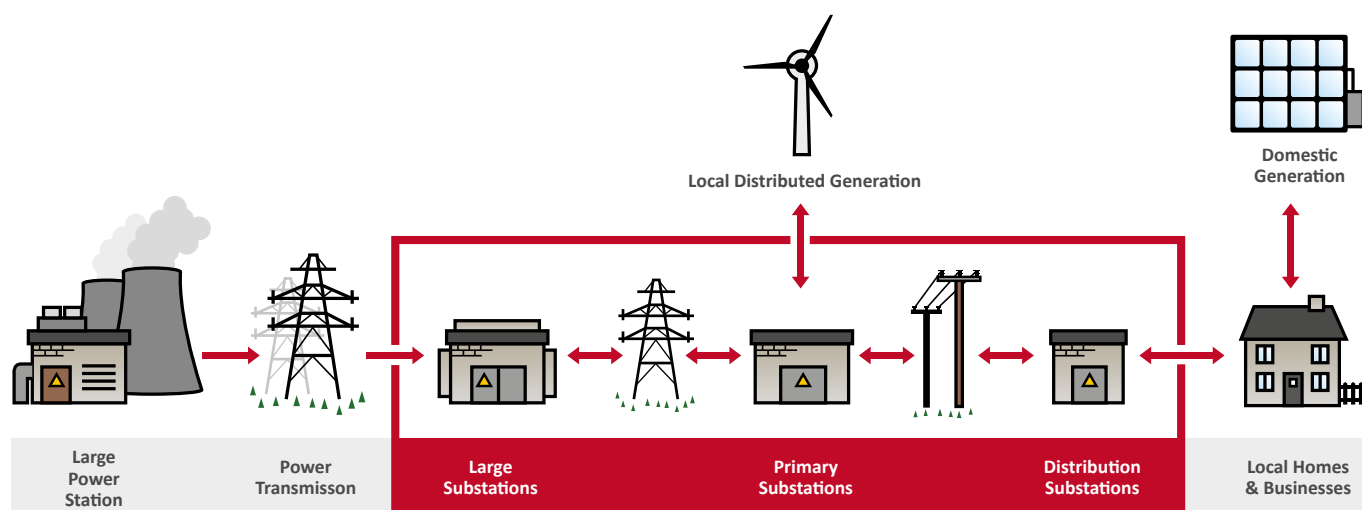 Local Distributed Generation
Domestic
Generation
Large
Power
Station
Power
Transmisson
Large
Substations
Primary
Substations
Distribution
Substations
Local Homes
& Businesses